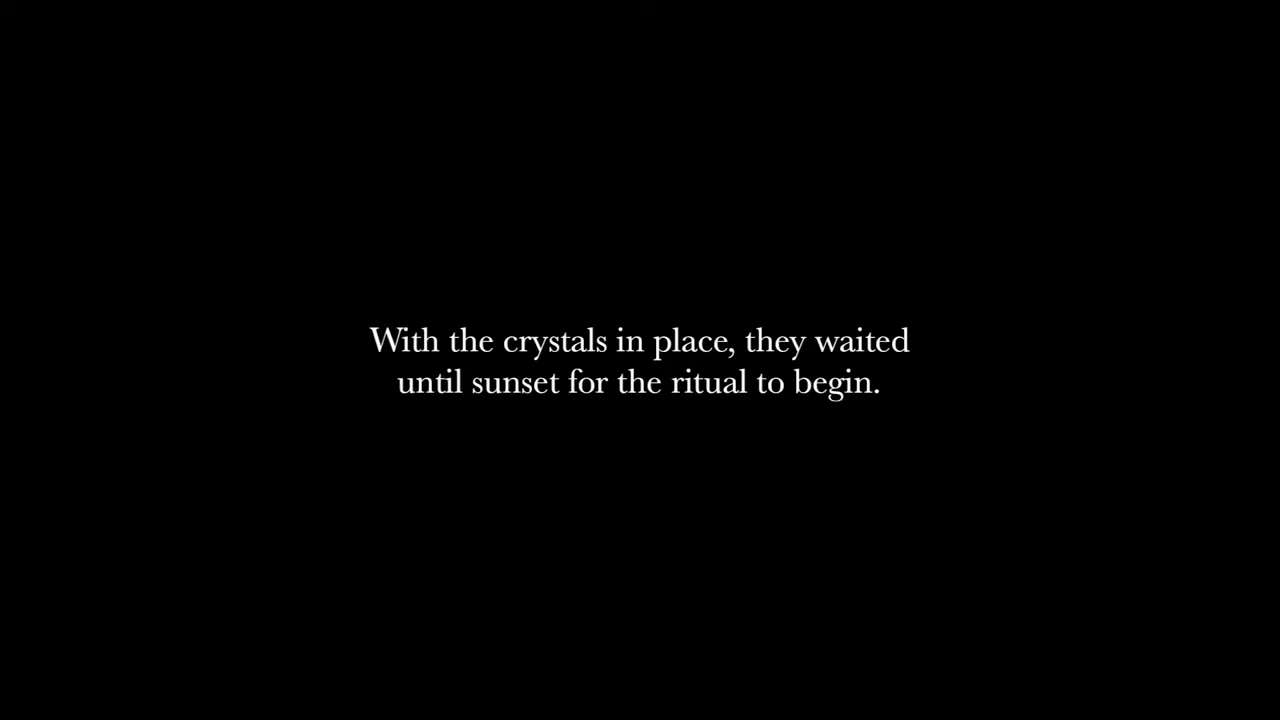 With the crystals in place, they waited
until sunset for the ritual to begin.